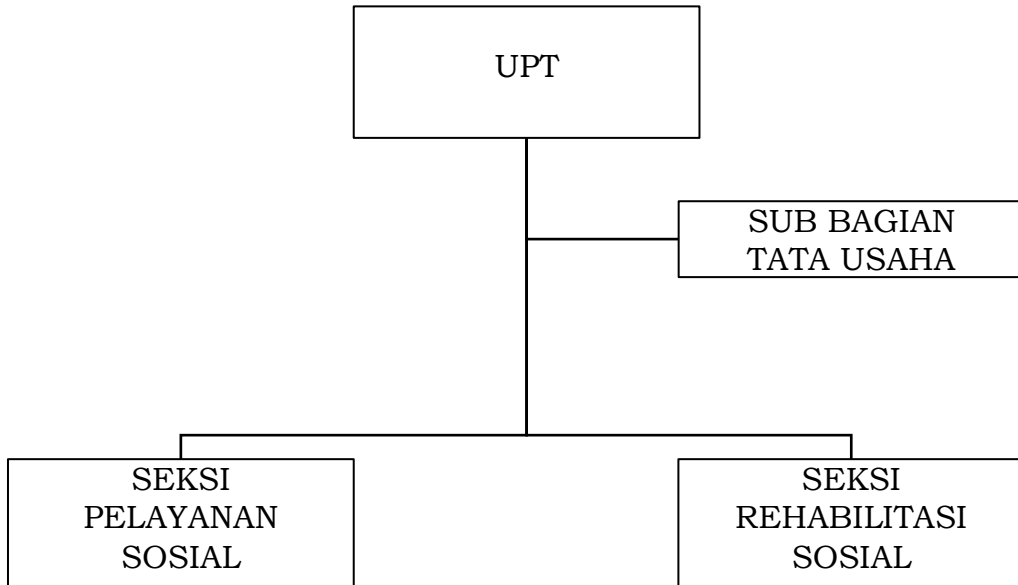 UPT
SUB BAGIAN
TATA USAHA
SEKSI
PELAYANAN
SOSIAL
SEKSI
REHABILITASI
SOSIAL